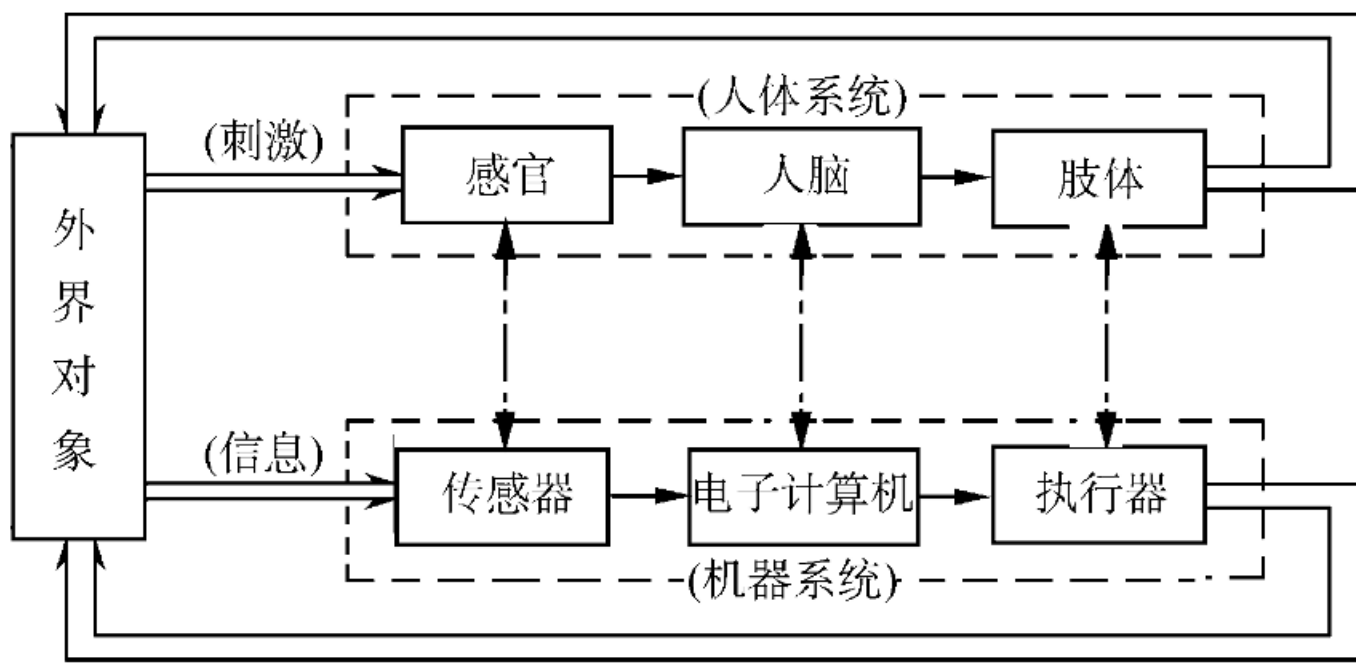 (人体系统)
(刺激)
感官
人脑
肢体
外界对象
(信息)
传感器
电子计算机
执行器
(机器系统)